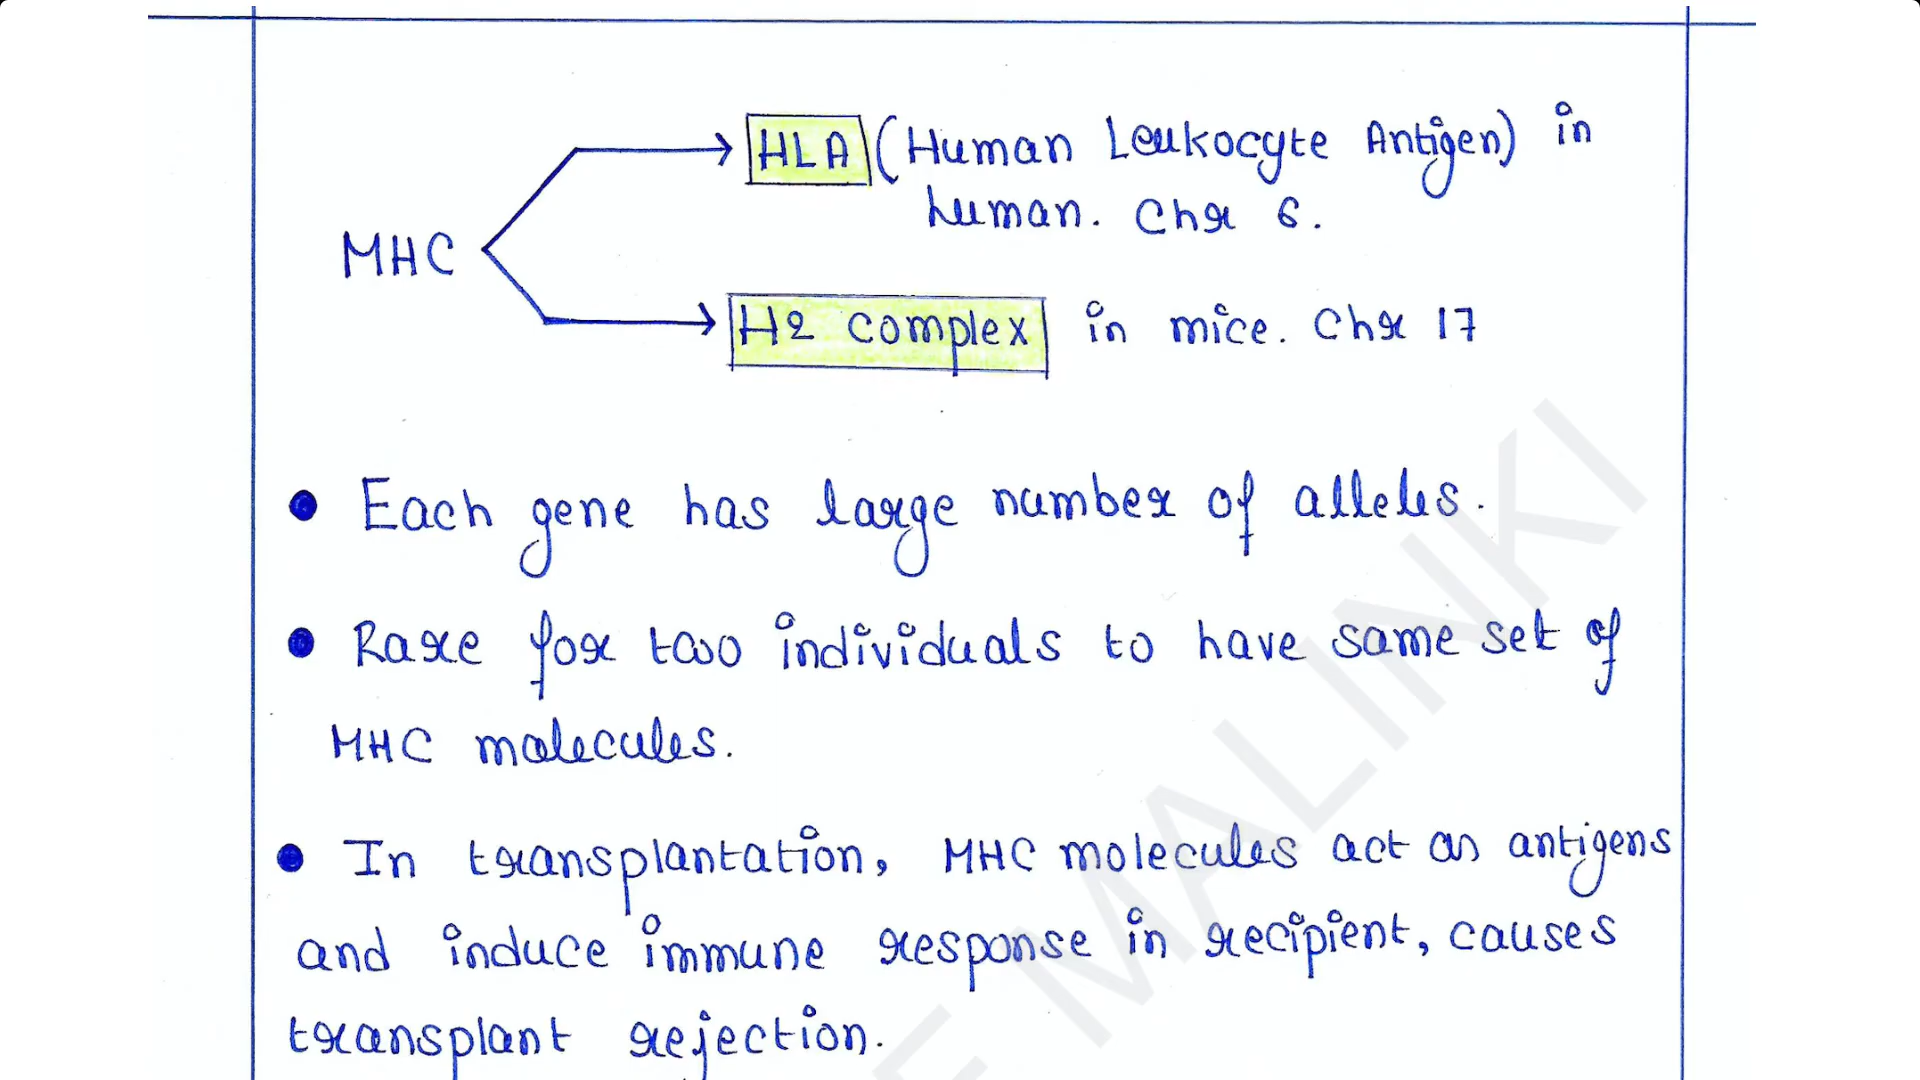 HLA (Human Leukocyte Antigen) in
human. Chr 6.
MHC
H2 complex in mice. Chr 17
• Each gene has large number of alleles.
• Rare for two individuals to have same set of
MHC molecules.
• In transplantation, MHC molecules act as antigens
and induce immune response in recipient, causes
transplant rejection.
MALINKI